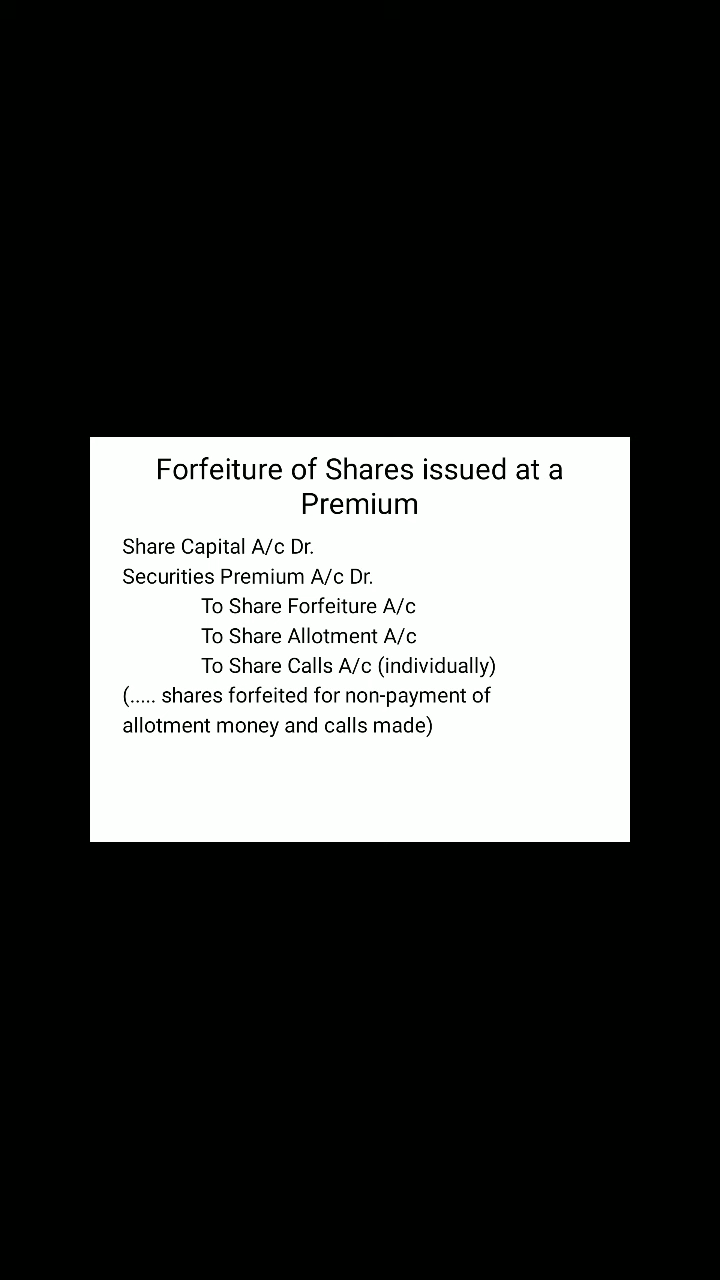 Forfeiture of Shares issued at a
Premium
Share Capital A/c Dr.
Securities Premium A/c Dr.
To Share Forfeiture A/c
To Share Allotment A/c
To Share Calls A/c (individually)
(..... shares forfeited for non-payment of
allotment money and calls made)